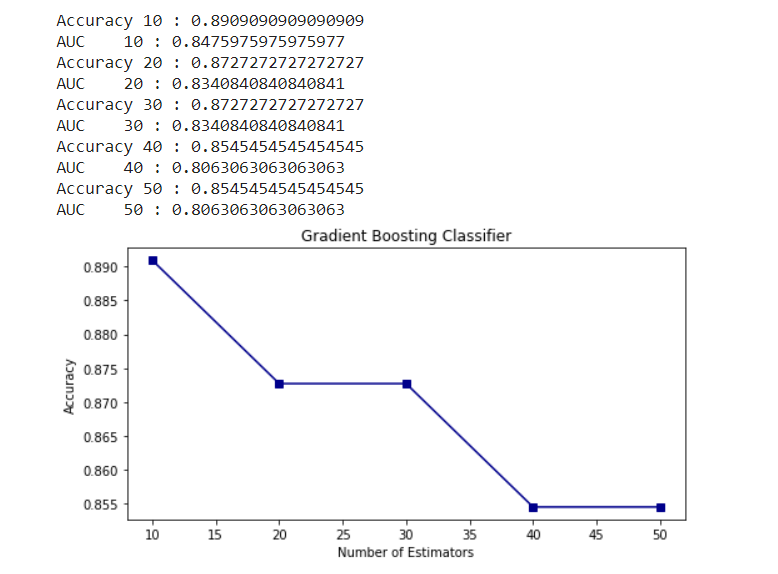 Accuracy 10 : 0.8909090909090909
AUC    10 : 0.8475975975975977
Accuracy 20 : 0.8727272727272727
AUC    20 : 0.8340840840840841
Accuracy 30 : 0.8727272727272727
AUC    30 : 0.8340840840840841
Accuracy 40 : 0.8545454545454545
AUC    40 : 0.8063063063063063
Accuracy 50 : 0.8545454545454545
AUC    50 : 0.8063063063063063
Gradient Boosting Classifier
0.890
0.885
0.880
0.875
0.870
0.865
0.860
0.855
Accuracy
10 15 20 25 30 35 40 45 50
Number of Estimators